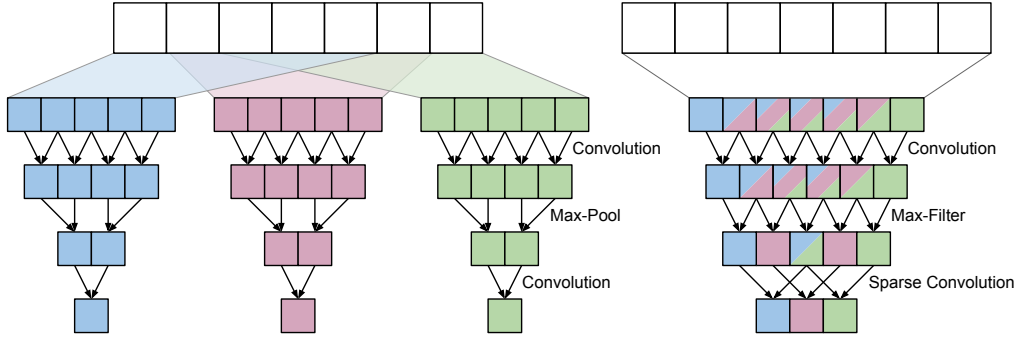 Convolution
Max-Pool
Convolution
Convolution
Max-Filter
Sparse Convolution